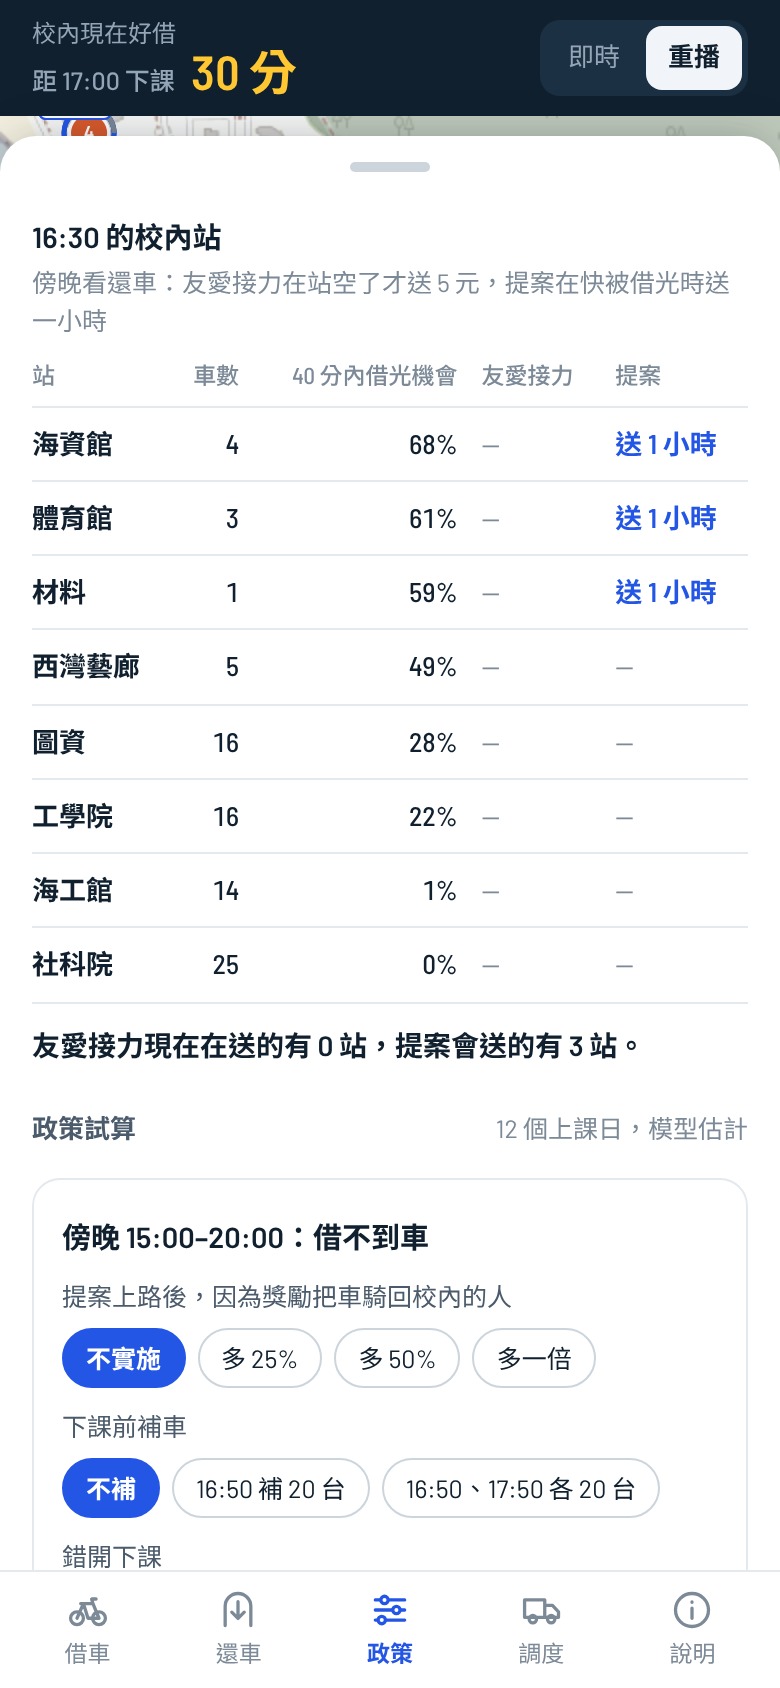 校內現在好借
距 17:00 下課 30 分
即時 重播
4
16:30 的校內站
傍晚看還車：友愛接力在站空了才送 5 元，提案在快被借光時送
一小時
站 車數 40 分內借光機會 友愛接力 提案
海資館 4 68% — 送 1 小時
體育館 3 61% — 送 1 小時
材料 1 59% — 送 1 小時
西灣藝廊 5 49% — —
圖資 16 28% — —
工學院 16 22% — —
海工館 14 1% — —
社科院 25 0% — —
友愛接力現在在送的有 0 站，提案會送的有 3 站。
政策試算 12 個上課日，模型估計
傍晚 15:00–20:00：借不到車
提案上路後，因為獎勵把車騎回校內的人
不實施 多 25% 多 50% 多一倍
下課前補車
不補 16:50 補 20 台 16:50、17:50 各 20 台
錯開下課
借車 還車 政策 調度 說明